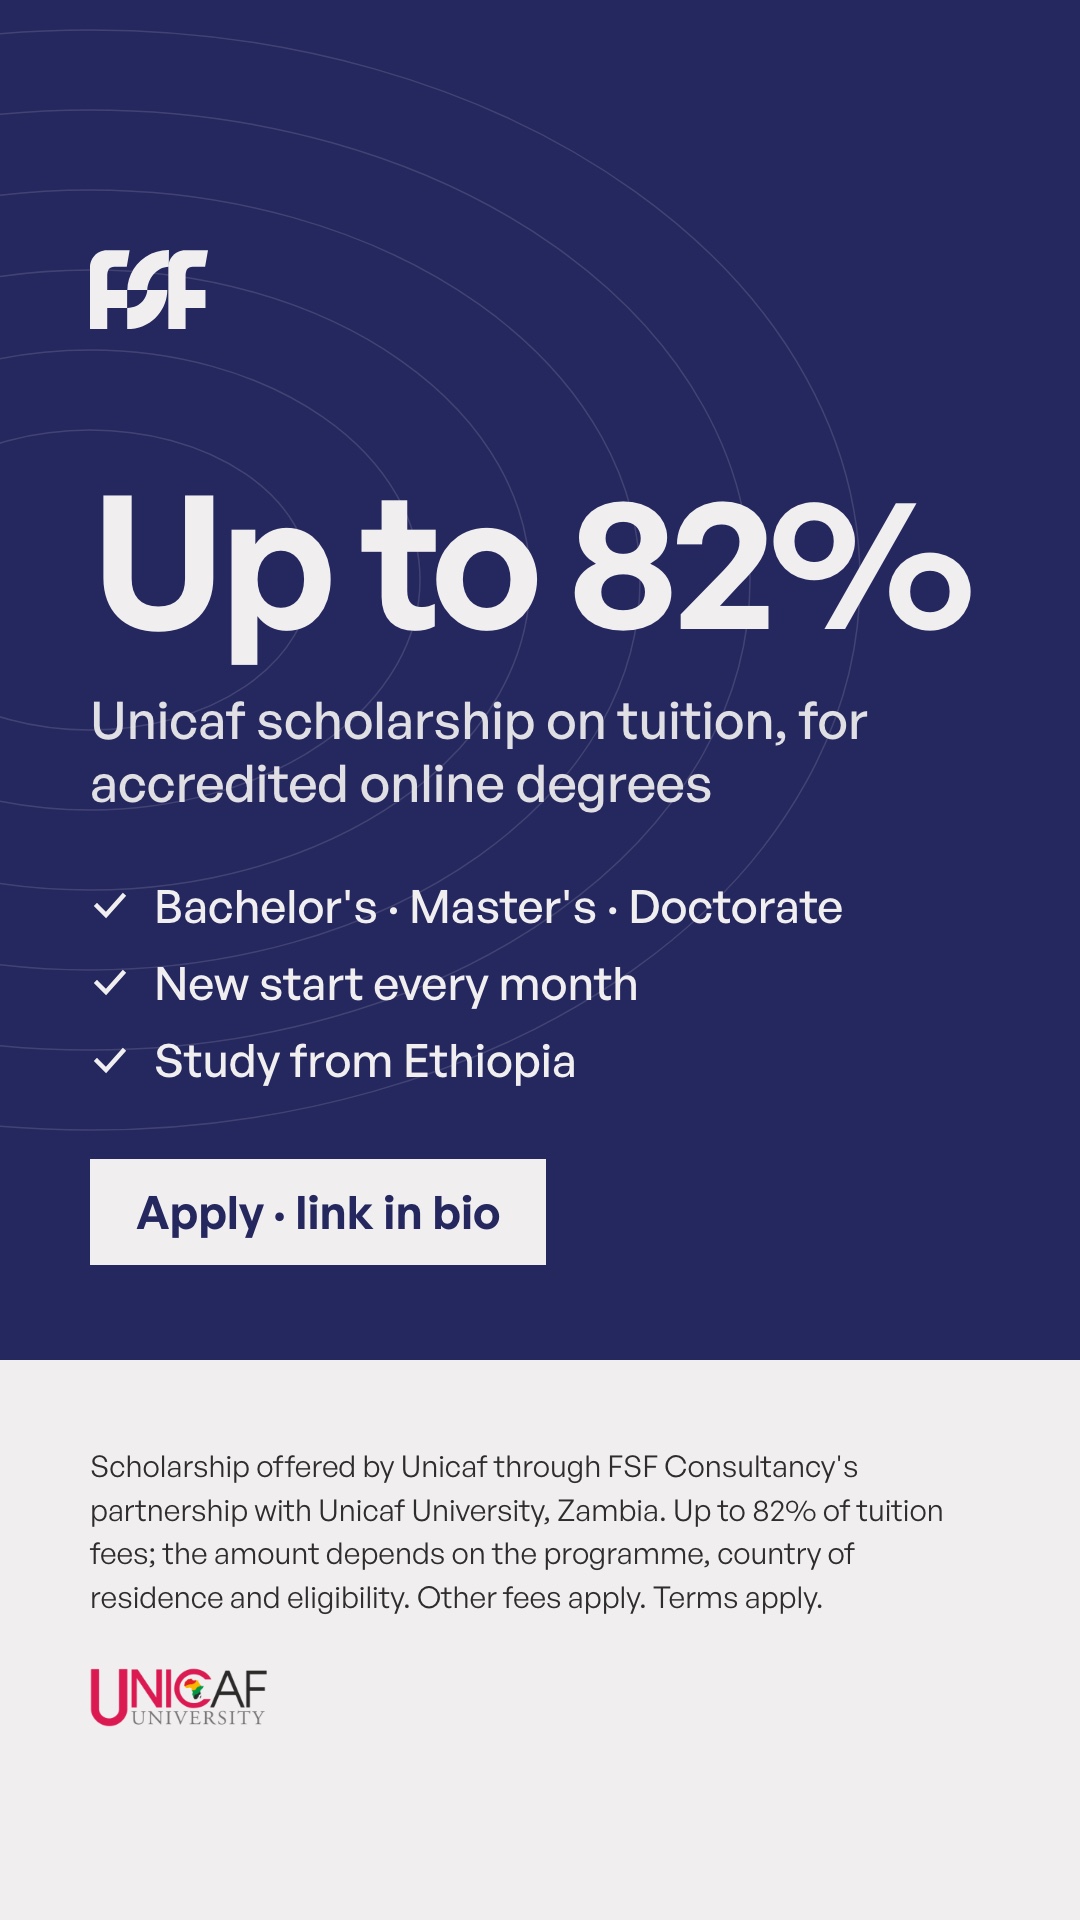 FSF
Up to 82%
Unicaf scholarship on tuition, for
accredited online degrees
Bachelor's · Master's · Doctorate
New start every month
Study from Ethiopia
Apply · link in bio
Scholarship offered by Unicaf through FSF Consultancy's
partnership with Unicaf University, Zambia. Up to 82% of tuition
fees; the amount depends on the programme, country of
residence and eligibility. Other fees apply. Terms apply.
UNICAF
UNIVERSITY